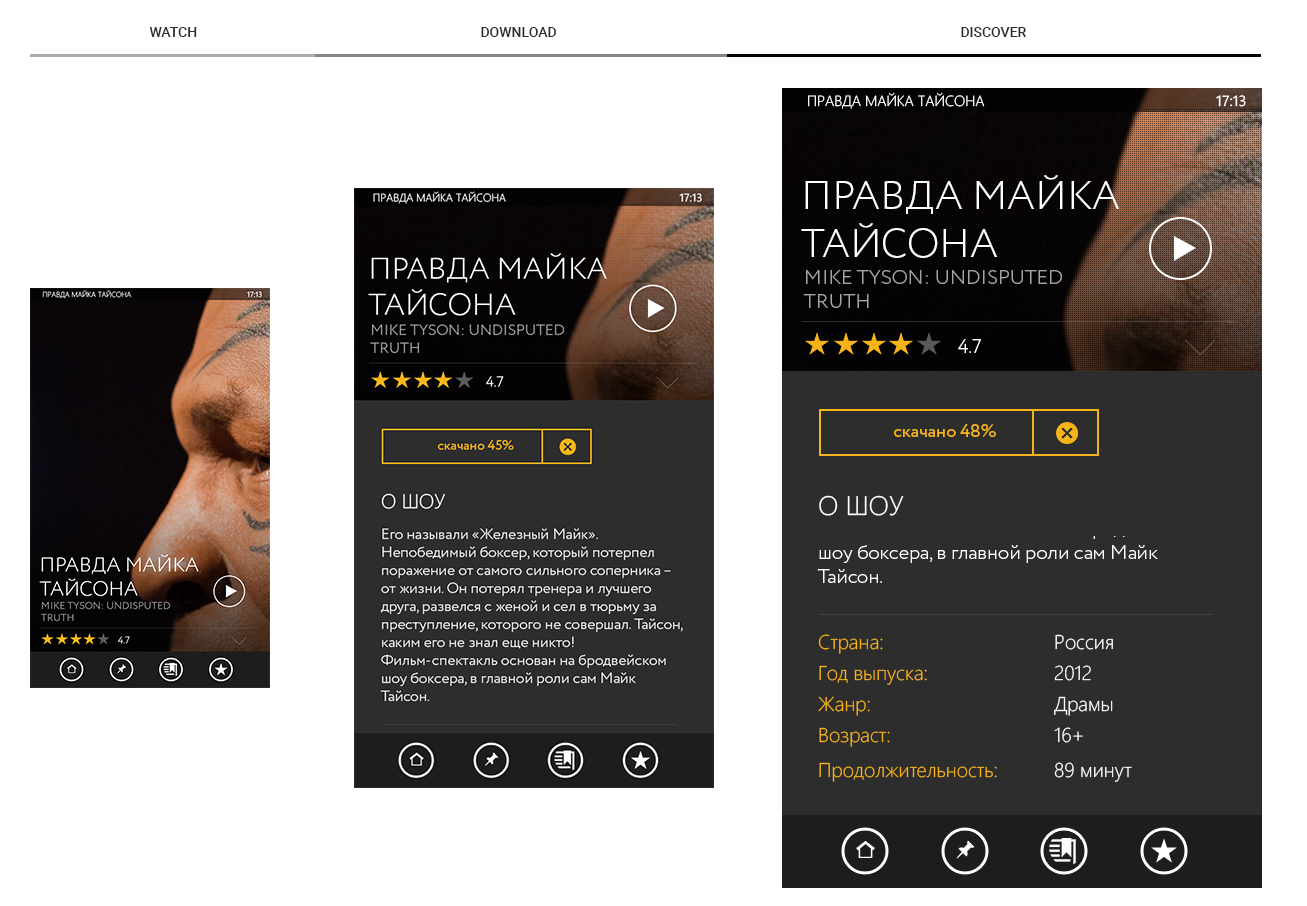 WATCH
DOWNLOAD
DISCOVER
ПРАВДА МАЙКА ТАЙСОНА
17:13
ПРАВДА МАЙКА
ТАЙСОНА
MIKE TYSON: UNDISPUTED
TRUTH
4.7
ПРАВДА МАЙКА ТАЙСОНА
17:13
ПРАВДА МАЙКА
ТАЙСОНА
MIKE TYSON: UNDISPUTED
TRUTH
4.7
скачано 45%
О ШОУ
Его называли «Железный Майк».
Непобедимый боксер, который потерпел
поражение от самого сильного соперника –
от жизни. Он потерял тренера и лучшего
друга, развелся с женой и сел в тюрьму за
преступление, которого не совершал. Тайсон,
каким его не знал еще никто!
Фильм-спектакль основан на бродвейском
шоу боксера, в главной роли сам Майк
Тайсон.
ПРАВДА МАЙКА ТАЙСОНА
17:13
ПРАВДА МАЙКА
ТАЙСОНА
MIKE TYSON: UNDISPUTED
TRUTH
4.7
скачано 48%
О ШОУ
шоу боксера, в главной роли сам Майк
Тайсон.
Страна: Россия
Год выпуска: 2012
Жанр: Драмы
Возраст: 16+
Продолжительность: 89 минут